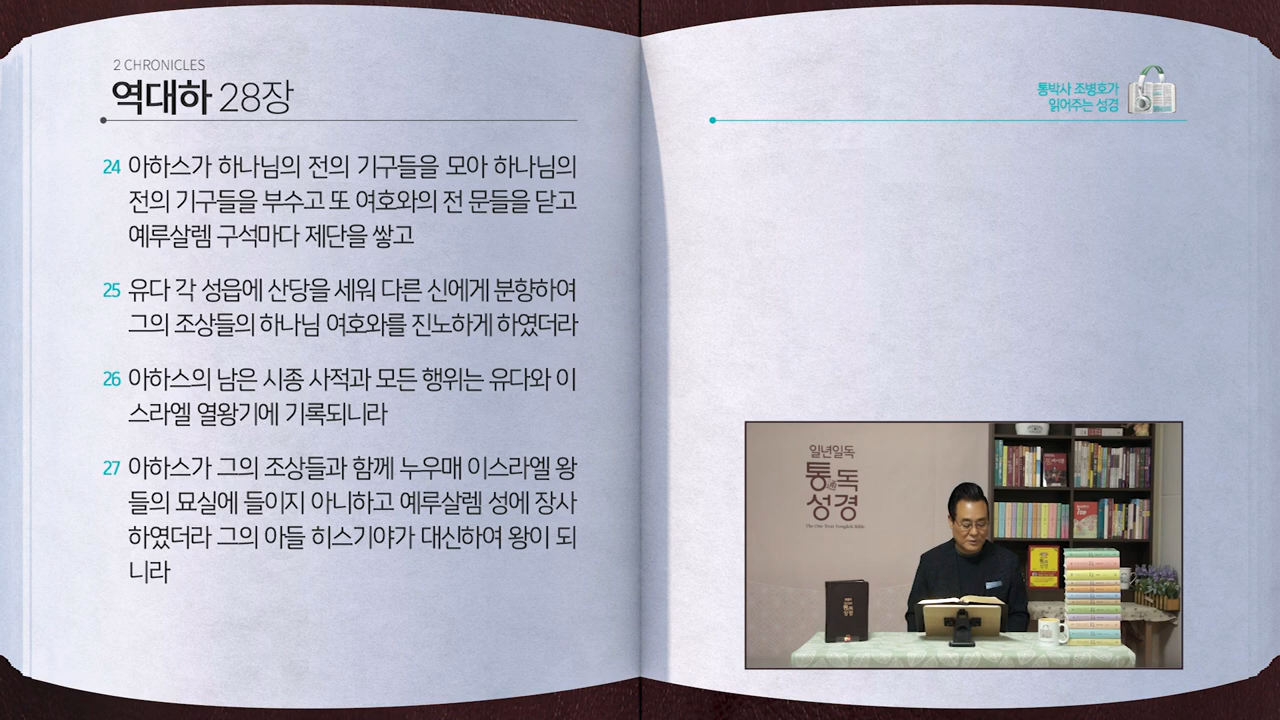 2 CHRONICLES
역대하 28장
24 아하스가 하나님의 전의 기구들을 모아 하나님의
전의 기구들을 부수고 또 여호와의 전 문들을 닫고
예루살렘 구석마다 제단을 쌓고
25 유다 각 성읍에 산당을 세워 다른 신에게 분향하여
그의 조상들의 하나님 여호와를 진노하게 하였더라
26 아하스의 남은 시종 사적과 모든 행위는 유다와 이
스라엘 열왕기에 기록되니라
27 아하스가 그의 조상들과 함께 누우매 이스라엘 왕
들의 묘실에 들이지 아니하고 예루살렘 성에 장사
하였더라 그의 아들 히스기야가 대신하여 왕이 되
니라
통박사 조병호가
읽어주는 성경
일년일독
통독
성경
The One Year Tongdok Bible
통독
성경